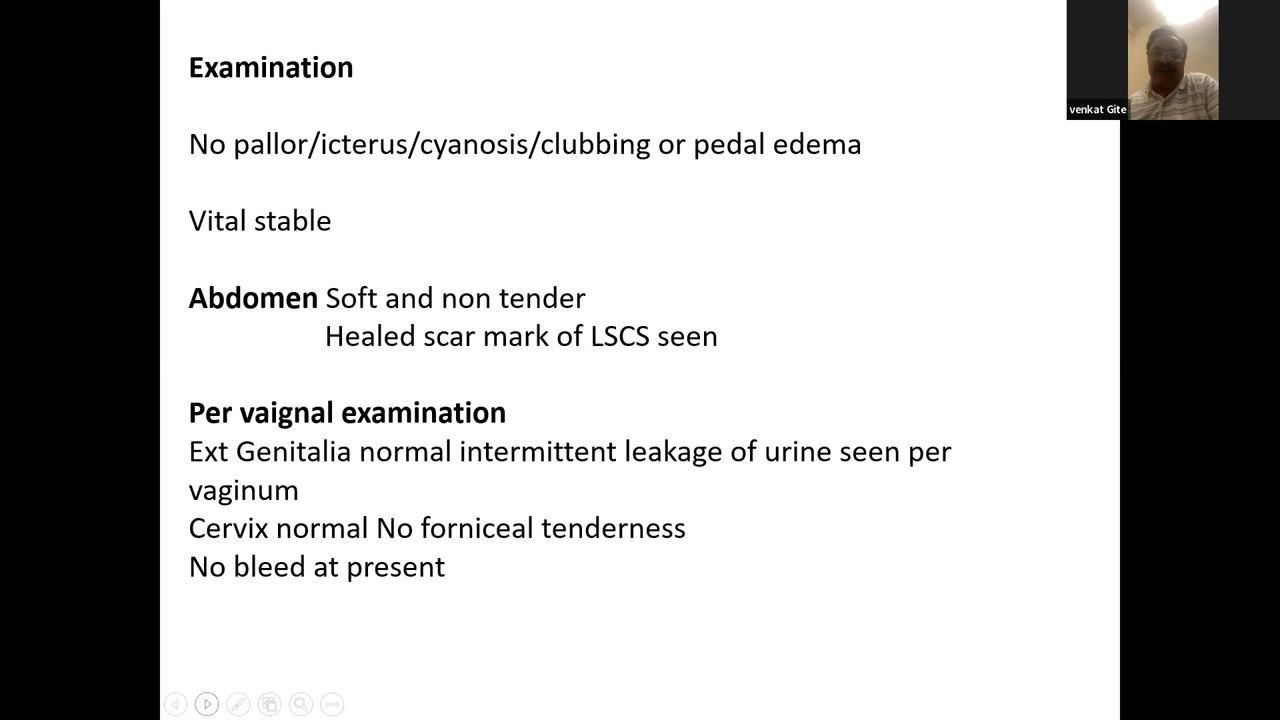 Examination
venkat Gite
No pallor/icterus/cyanosis/clubbing or pedal edema
Vital stable
Abdomen Soft and non tender
Healed scar mark of LSCS seen
Per vaignal examination
Ext Genitalia normal intermittent leakage of urine seen per
vaginum
Cervix normal No forniceal tenderness
No bleed at present